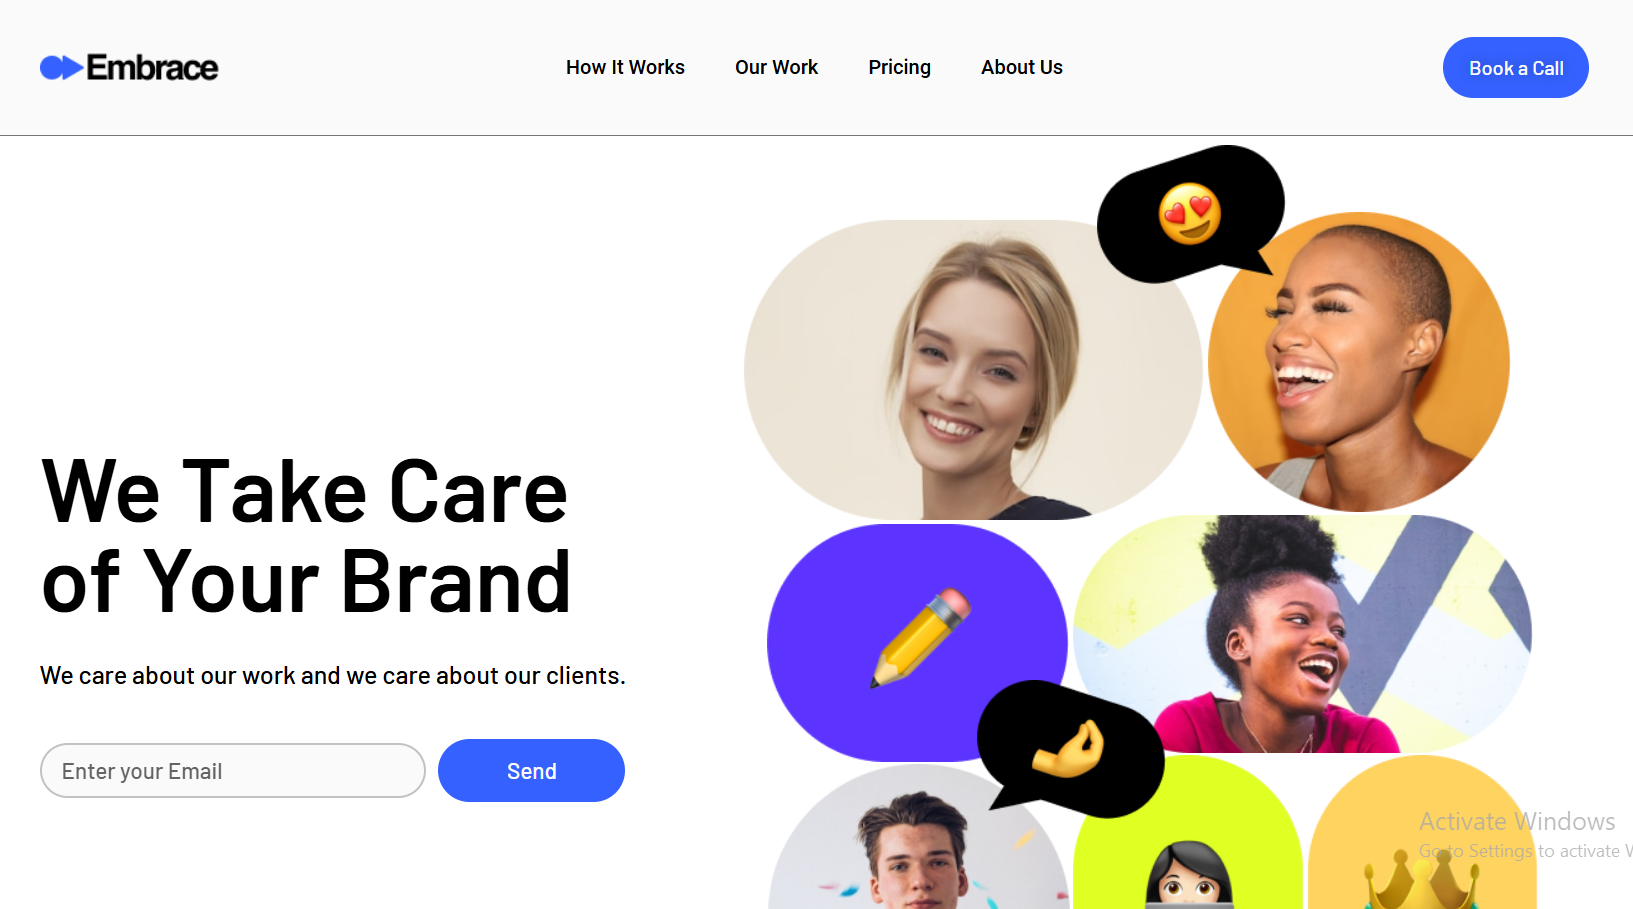 Embrace
How It Works
Our Work
Pricing
About Us
Book a Call
We Take Care
of Your Brand
We care about our work and we care about our clients.
Enter your Email
Send
Activate Windows
Go to Settings to activate W